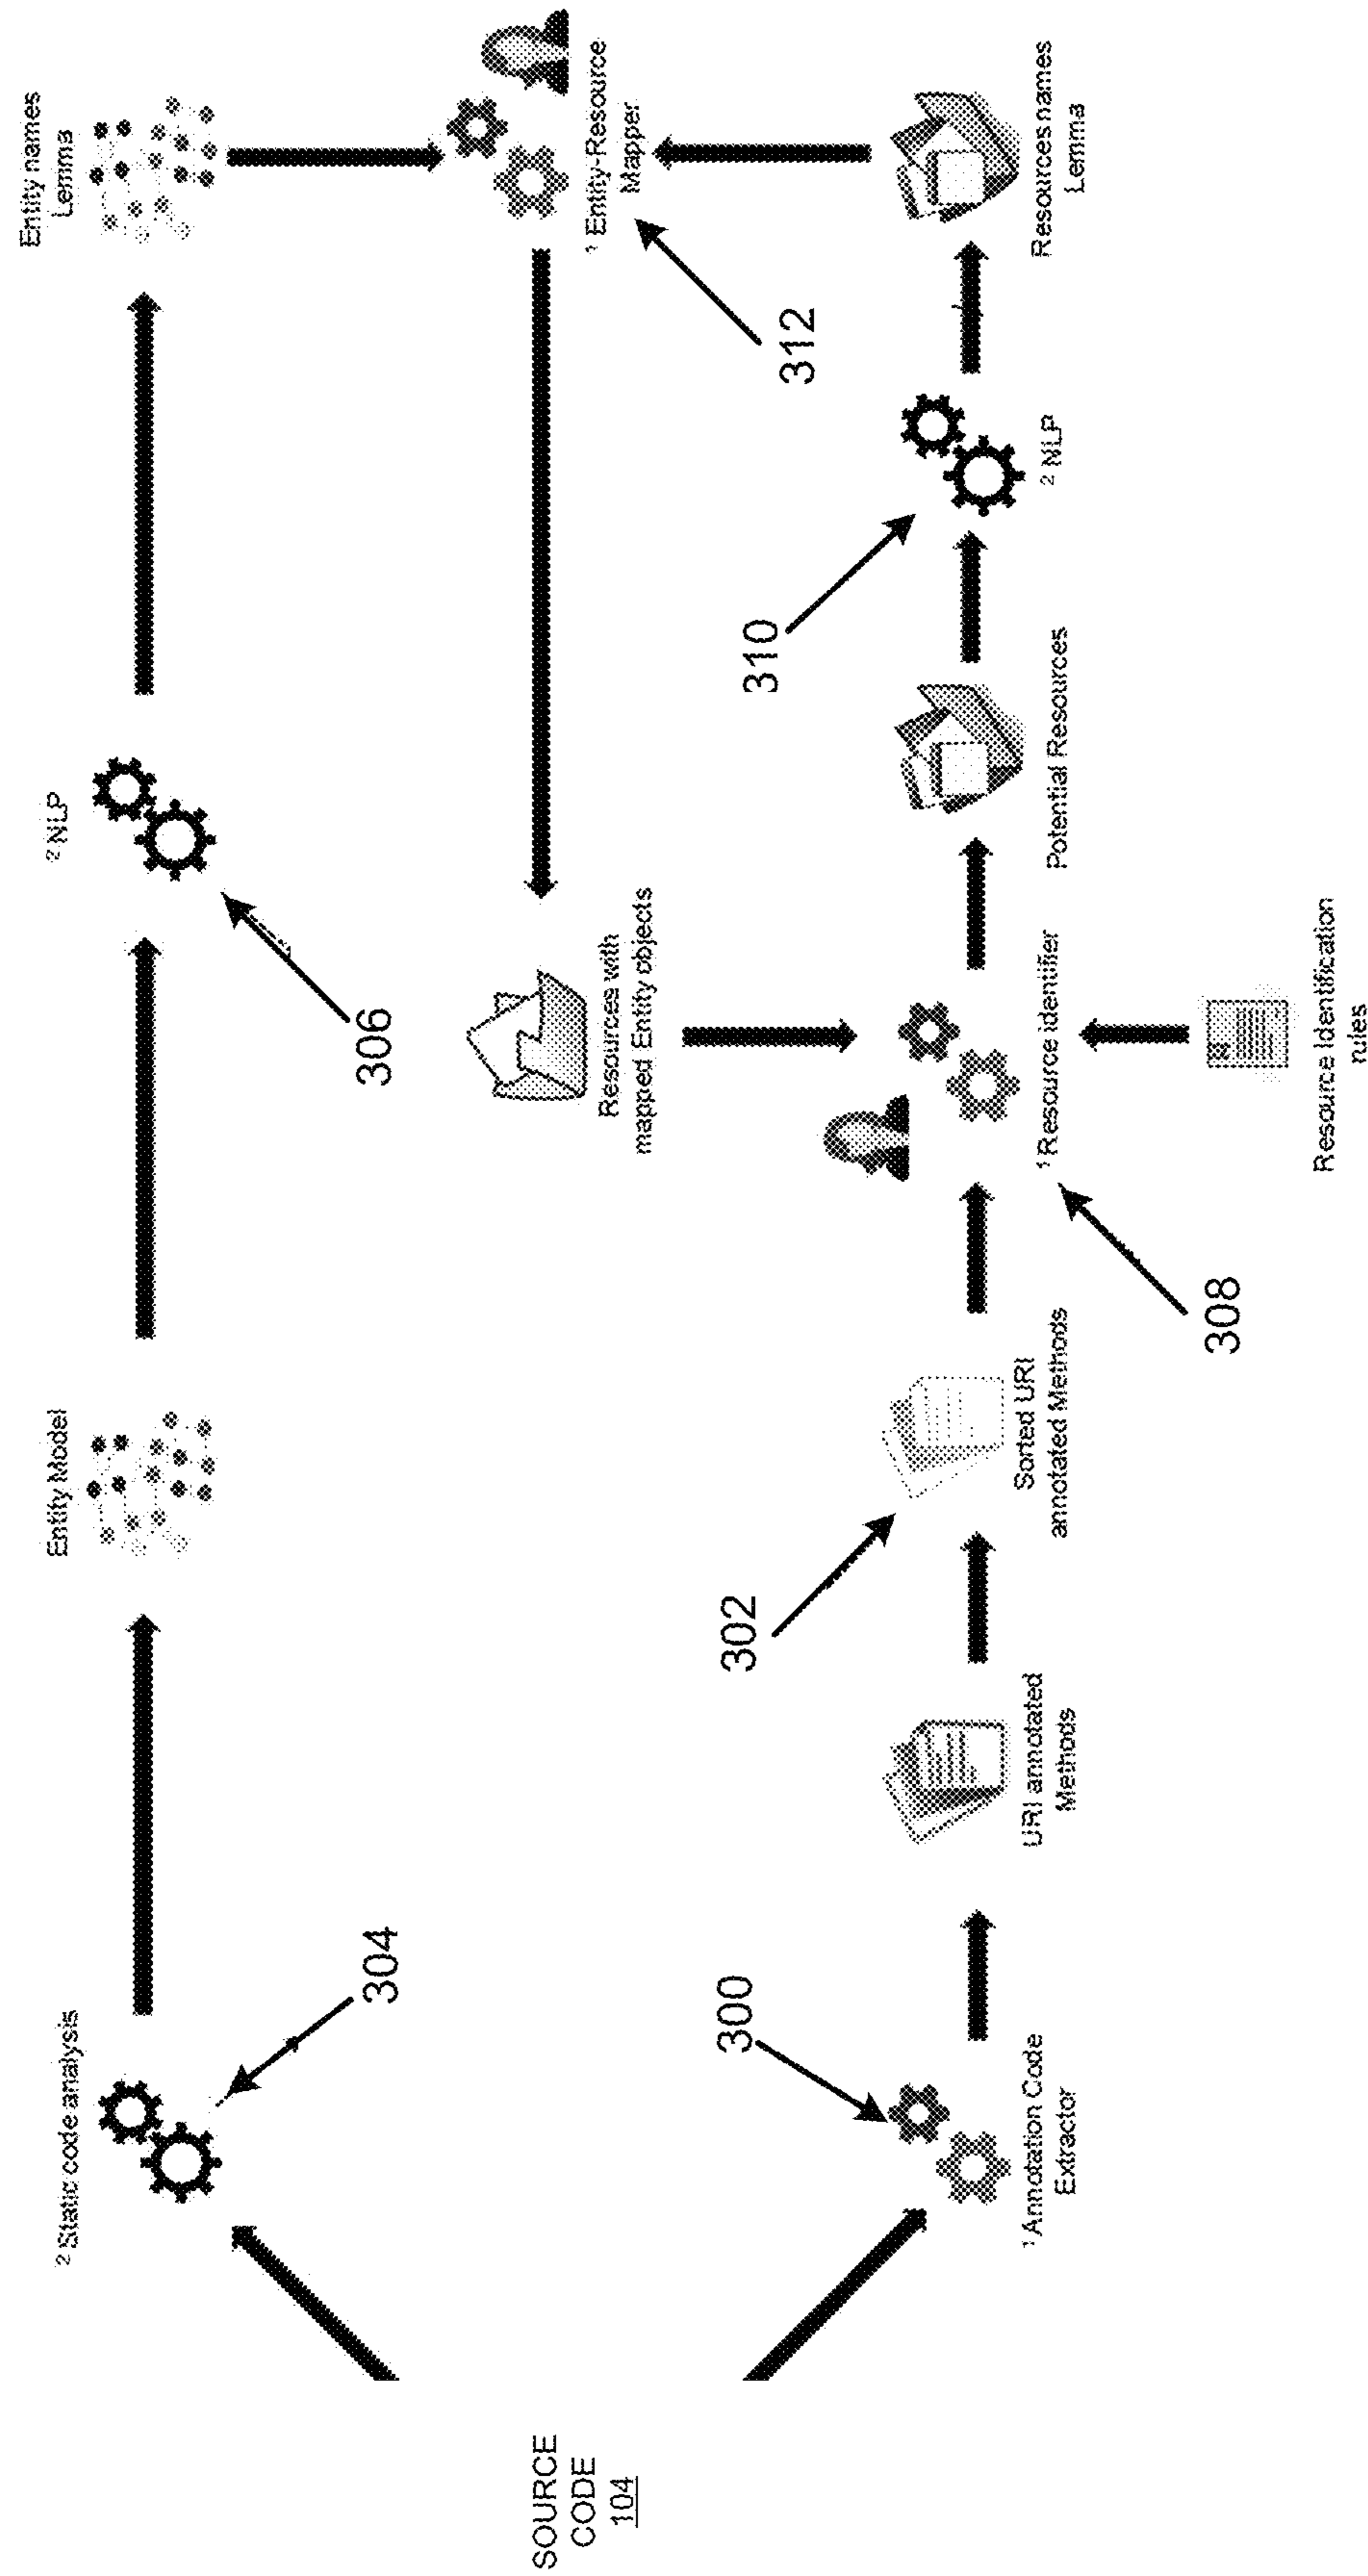 SOURCE
CODE
104
² Static code analysis
304
Entity Model
² NLP
306
Entity names
Lemma
¹ Entity-Resource
Mapper
312
Resources with
mapped Entity objects
300
¹ Annotation Code
Extractor
URI annotated
Methods
302
Sorted URI
annotated Methods
¹ Resource identifier
308
Resource Identification
rules
Potential Resources
310
² NLP
Resources names
Lemma